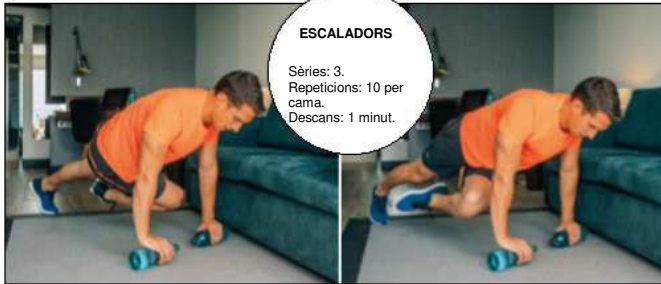 ESCALADORS
Sèries: 3.
Repeticions: 10 per
cama.
Descans: 1 minut.